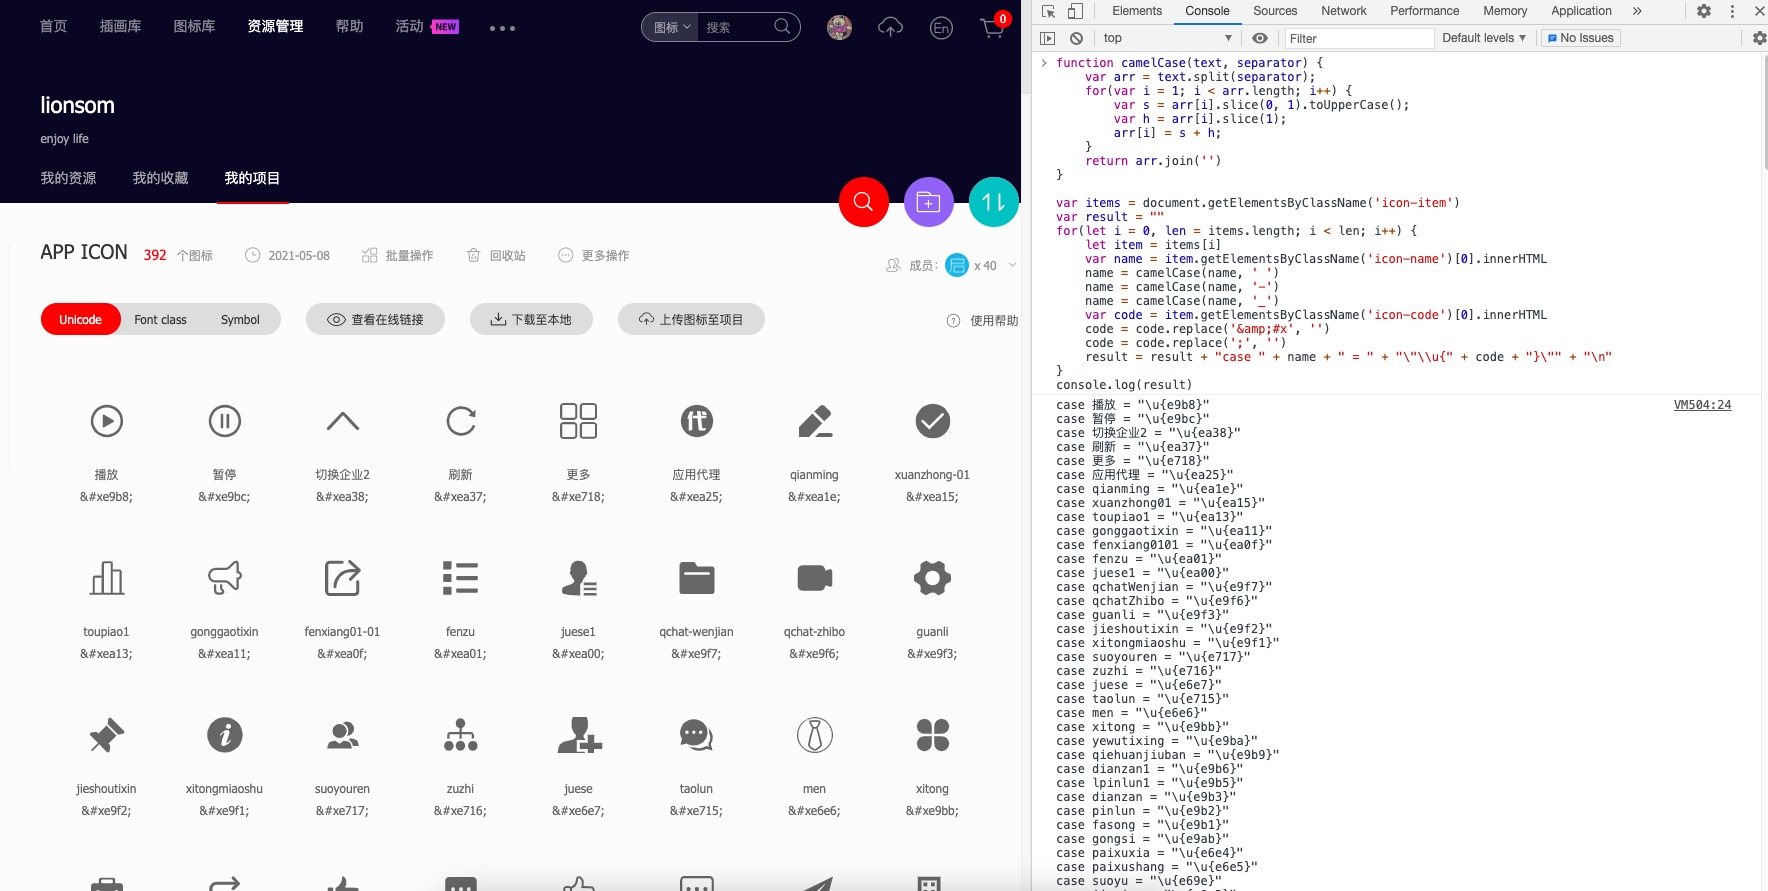 首页 插画库 图标库 资源管理 帮助 活动 NEW
图标 搜索 En 0
lionsom
enjoy life
我的资源 我的收藏 我的项目
APP ICON 392 个图标 2021-05-08 批量操作 回收站 更多操作
成员: 启 x 40
Unicode Font class Symbol 查看在线链接 下载至本地 上传图标至项目
使用帮助
代
播放 暂停 切换企业2 刷新 更多 应用代理 qianming xuanzhong-01
&#xe9b8; &#xe9bc; &#xea38; &#xea37; &#xe718; &#xea25; &#xea1e; &#xea15;
toupiao1 gonggaotixin fenxiang01-01 fenzu juese1 qchat-wenjian qchat-zhibo guanli
&#xea13; &#xea11; &#xea0f; &#xea01; &#xea00; &#xe9f7; &#xe9f6; &#xe9f3;
jieshoutixin xitongmiaoshu suoyouren zuzhi juese taolun men xitong
&#xe9f2; &#xe9f1; &#xe717; &#xe716; &#xe6e7; &#xe715; &#xe6e6; &#xe9bb;
Elements Console Sources Network Performance Memory Application »
top Filter Default levels No Issues
function camelCase(text, separator) {
var arr = text.split(separator);
for(var i = 1; i < arr.length; i++) {
var s = arr[i].slice(0, 1).toUpperCase();
var h = arr[i].slice(1);
arr[i] = s + h;
}
return arr.join('')
}
var items = document.getElementsByClassName('icon-item')
var result = ""
for(let i = 0, len = items.length; i < len; i++) {
let item = items[i]
var name = item.getElementsByClassName('icon-name')[0].innerHTML
name = camelCase(name, ' ')
name = camelCase(name, '-')
name = camelCase(name, '_')
var code = item.getElementsByClassName('icon-code')[0].innerHTML
code = code.replace('&amp;#x', '')
code = code.replace(';', '')
result = result + "case " + name + " = " + "\"\\u{" + code + "}\"" + "\n"
}
console.log(result)
VM504:24
case 播放 = "\u{e9b8}"
case 暂停 = "\u{e9bc}"
case 切换企业2 = "\u{ea38}"
case 刷新 = "\u{ea37}"
case 更多 = "\u{e718}"
case 应用代理 = "\u{ea25}"
case qianming = "\u{ea1e}"
case xuanzhong01 = "\u{ea15}"
case toupiao1 = "\u{ea13}"
case gonggaotixin = "\u{ea11}"
case fenxiang0101 = "\u{ea0f}"
case fenzu = "\u{ea01}"
case juese1 = "\u{ea00}"
case qchatWenjian = "\u{e9f7}"
case qchatZhibo = "\u{e9f6}"
case guanli = "\u{e9f3}"
case jieshoutixin = "\u{e9f2}"
case xitongmiaoshu = "\u{e9f1}"
case suoyouren = "\u{e717}"
case zuzhi = "\u{e716}"
case juese = "\u{e6e7}"
case taolun = "\u{e715}"
case men = "\u{e6e6}"
case xitong = "\u{e9bb}"
case yewutixing = "\u{e9ba}"
case qiehuanjiuban = "\u{e9b9}"
case dianzan1 = "\u{e9b6}"
case lpinlun1 = "\u{e9b5}"
case dianzan = "\u{e9b3}"
case pinlun = "\u{e9b2}"
case fasong = "\u{e9b1}"
case gongsi = "\u{e9ab}"
case paixuxia = "\u{e6e4}"
case paixushang = "\u{e6e5}"
case suoyu = "\u{e69e}"